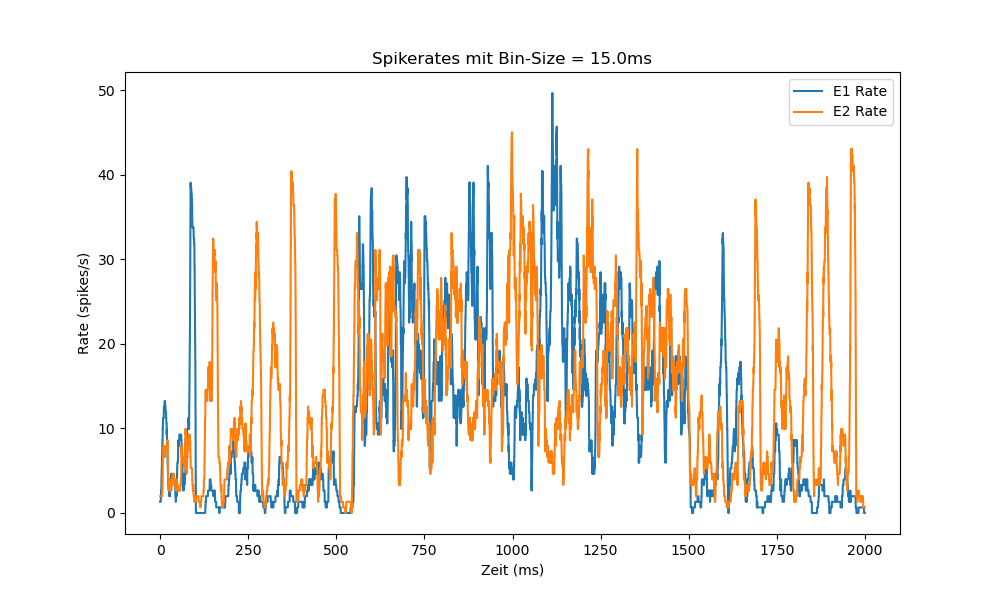 Spikerates mit Bin-Size = 15.0ms
E1 Rate
E2 Rate
50
40
30
20
10
0
Rate (spikes/s)
0 250 500 750 1000 1250 1500 1750 2000
Zeit (ms)